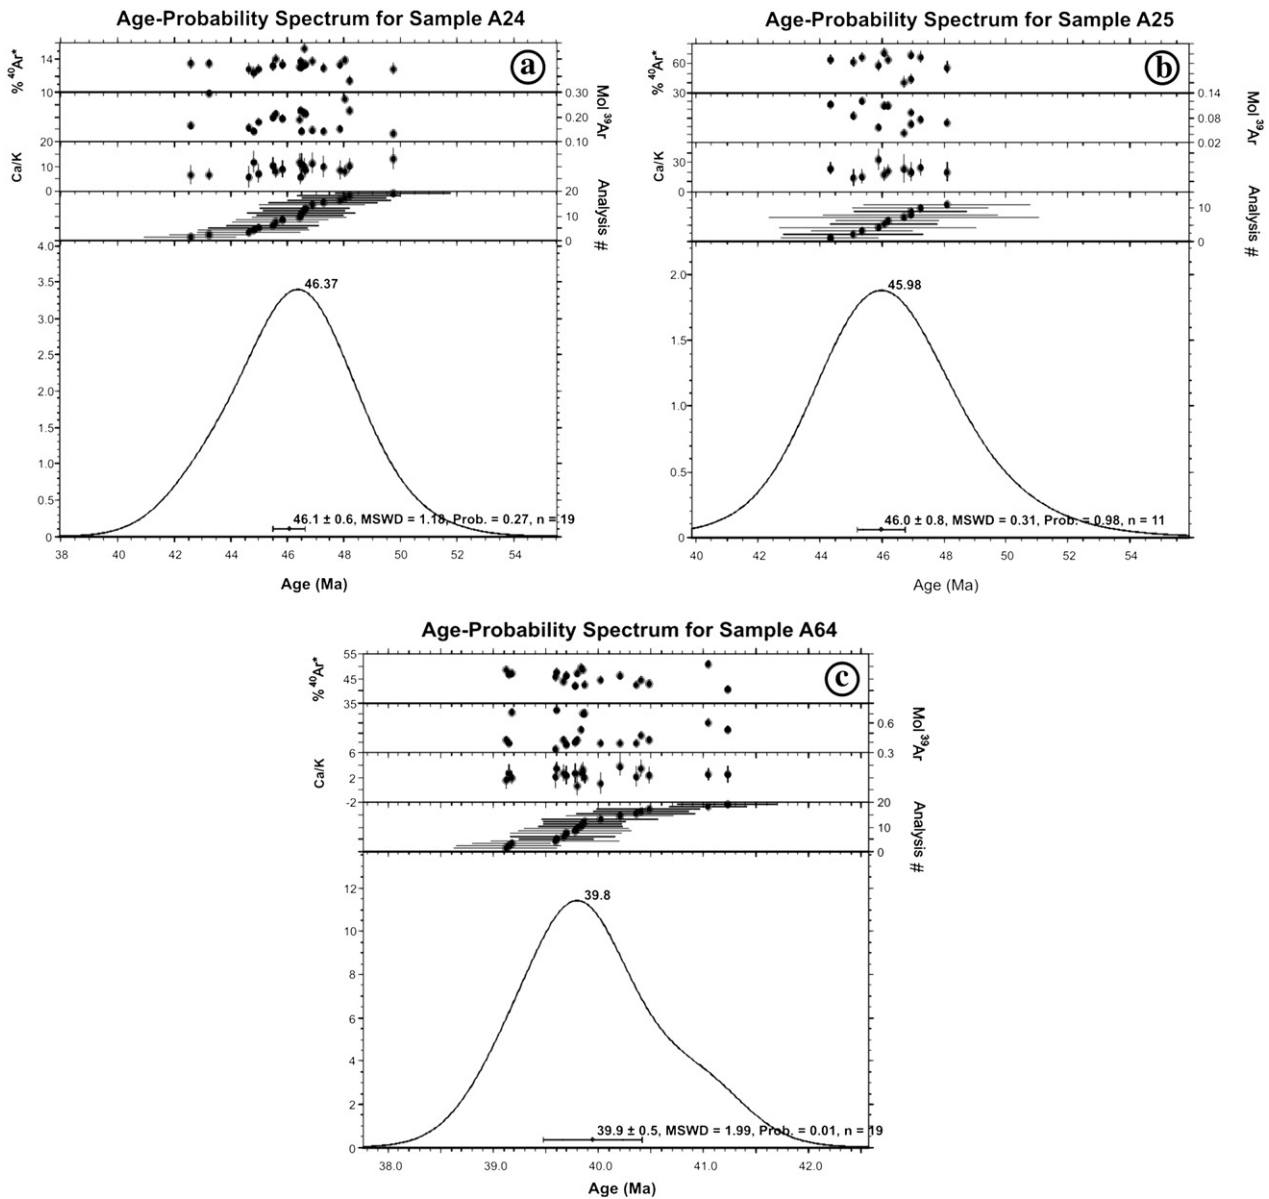 Age-Probability Spectrum for Sample A24
a
% 40Ar*
14
10
0.30
0.20
0.10
Mol 39Ar
20
10
0
Ca/K
20
10
0
Analysis #
4.0
3.5
3.0
2.5
2.0
1.5
1.0
0.5
0
46.37
46.1 ± 0.6, MSWD = 1.18, Prob. = 0.27, n = 19
38 40 42 44 46 48 50 52 54
Age (Ma)
Age-Probability Spectrum for Sample A25
b
% 40Ar*
60
30
0.14
0.08
0.02
Mol 39Ar
Ca/K
30
0
10
0
Analysis #
2.0
1.5
1.0
0.5
0
45.98
46.0 ± 0.8, MSWD = 0.31, Prob. = 0.98, n = 11
40 42 44 46 48 50 52 54
Age (Ma)
Age-Probability Spectrum for Sample A64
c
% 40Ar*
55
45
35
0.6
0.3
Mol 39Ar
6
2
-2
Ca/K
20
10
0
Analysis #
12
10
8
6
4
2
0
39.8
39.9 ± 0.5, MSWD = 1.99, Prob. = 0.01, n = 19
38.0 39.0 40.0 41.0 42.0
Age (Ma)